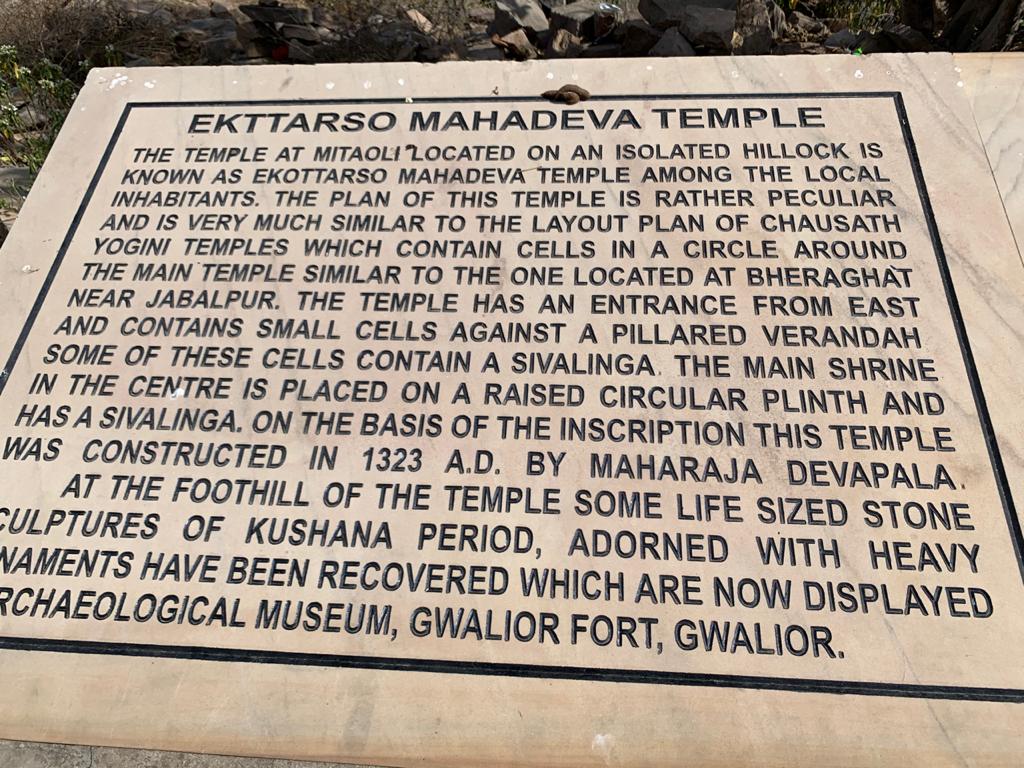 EKTTARSO MAHADEVA TEMPLE
THE TEMPLE AT MITAOLI LOCATED ON AN ISOLATED HILLOCK IS
KNOWN AS EKOTTARSO MAHADEVA TEMPLE AMONG THE LOCAL
INHABITANTS. THE PLAN OF THIS TEMPLE IS RATHER PECULIAR
AND IS VERY MUCH SIMILAR TO THE LAYOUT PLAN OF CHAUSATH
YOGINI TEMPLES WHICH CONTAIN CELLS IN A CIRCLE AROUND
THE MAIN TEMPLE SIMILAR TO THE ONE LOCATED AT BHERAGHAT
NEAR JABALPUR. THE TEMPLE HAS AN ENTRANCE FROM EAST
AND CONTAINS SMALL CELLS AGAINST A PILLARED VERANDAH
SOME OF THESE CELLS CONTAIN A SIVALINGA. THE MAIN SHRINE
IN THE CENTRE IS PLACED ON A RAISED CIRCULAR PLINTH AND
HAS A SIVALINGA. ON THE BASIS OF THE INSCRIPTION THIS TEMPLE
WAS CONSTRUCTED IN 1323 A.D. BY MAHARAJA DEVAPALA.
AT THE FOOTHILL OF THE TEMPLE SOME LIFE SIZED STONE
CULPTURES OF KUSHANA PERIOD, ADORNED WITH HEAVY
NAMENTS HAVE BEEN RECOVERED WHICH ARE NOW DISPLAYED
RCHAEOLOGICAL MUSEUM, GWALIOR FORT, GWALIOR.